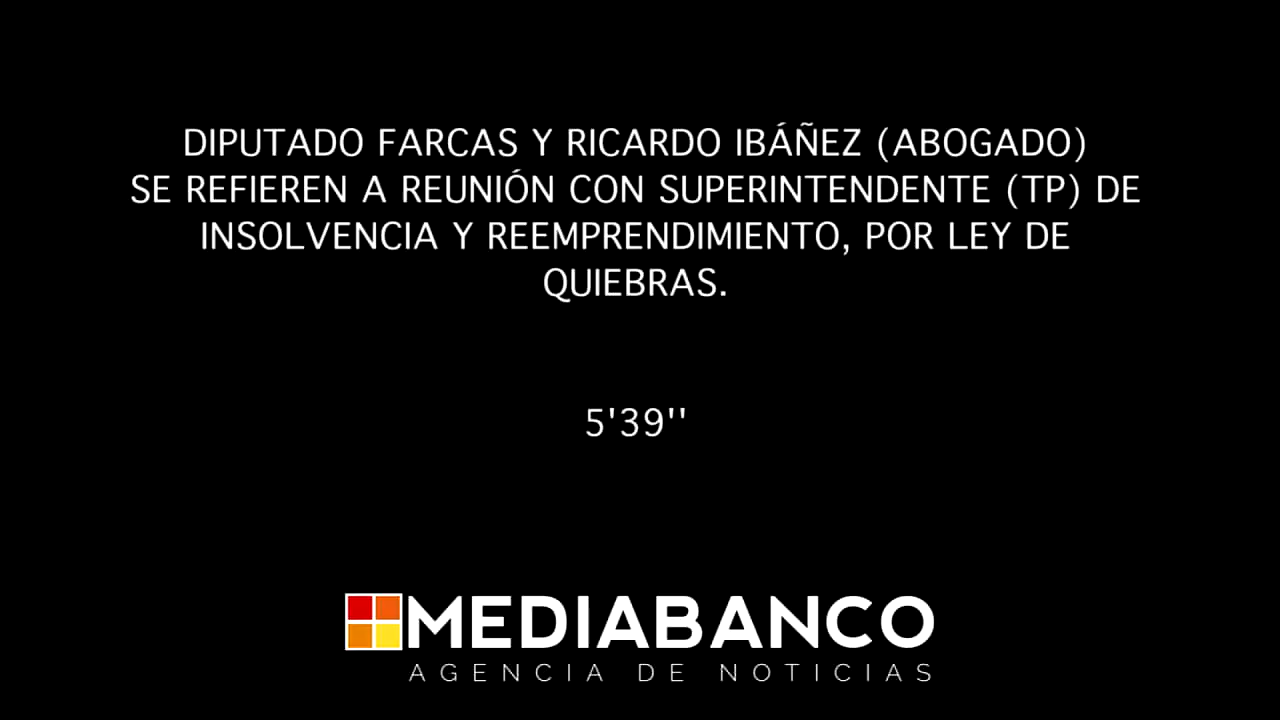 DIPUTADO FARCAS Y RICARDO IBÁÑEZ (ABOGADO)
SE REFIEREN A REUNIÓN CON SUPERINTENDENTE (TP) DE
INSOLVENCIA Y REEMPRENDIMIENTO, POR LEY DE
QUIEBRAS.
5'39''
MEDIABANCO
AGENCIA DE NOTICIAS